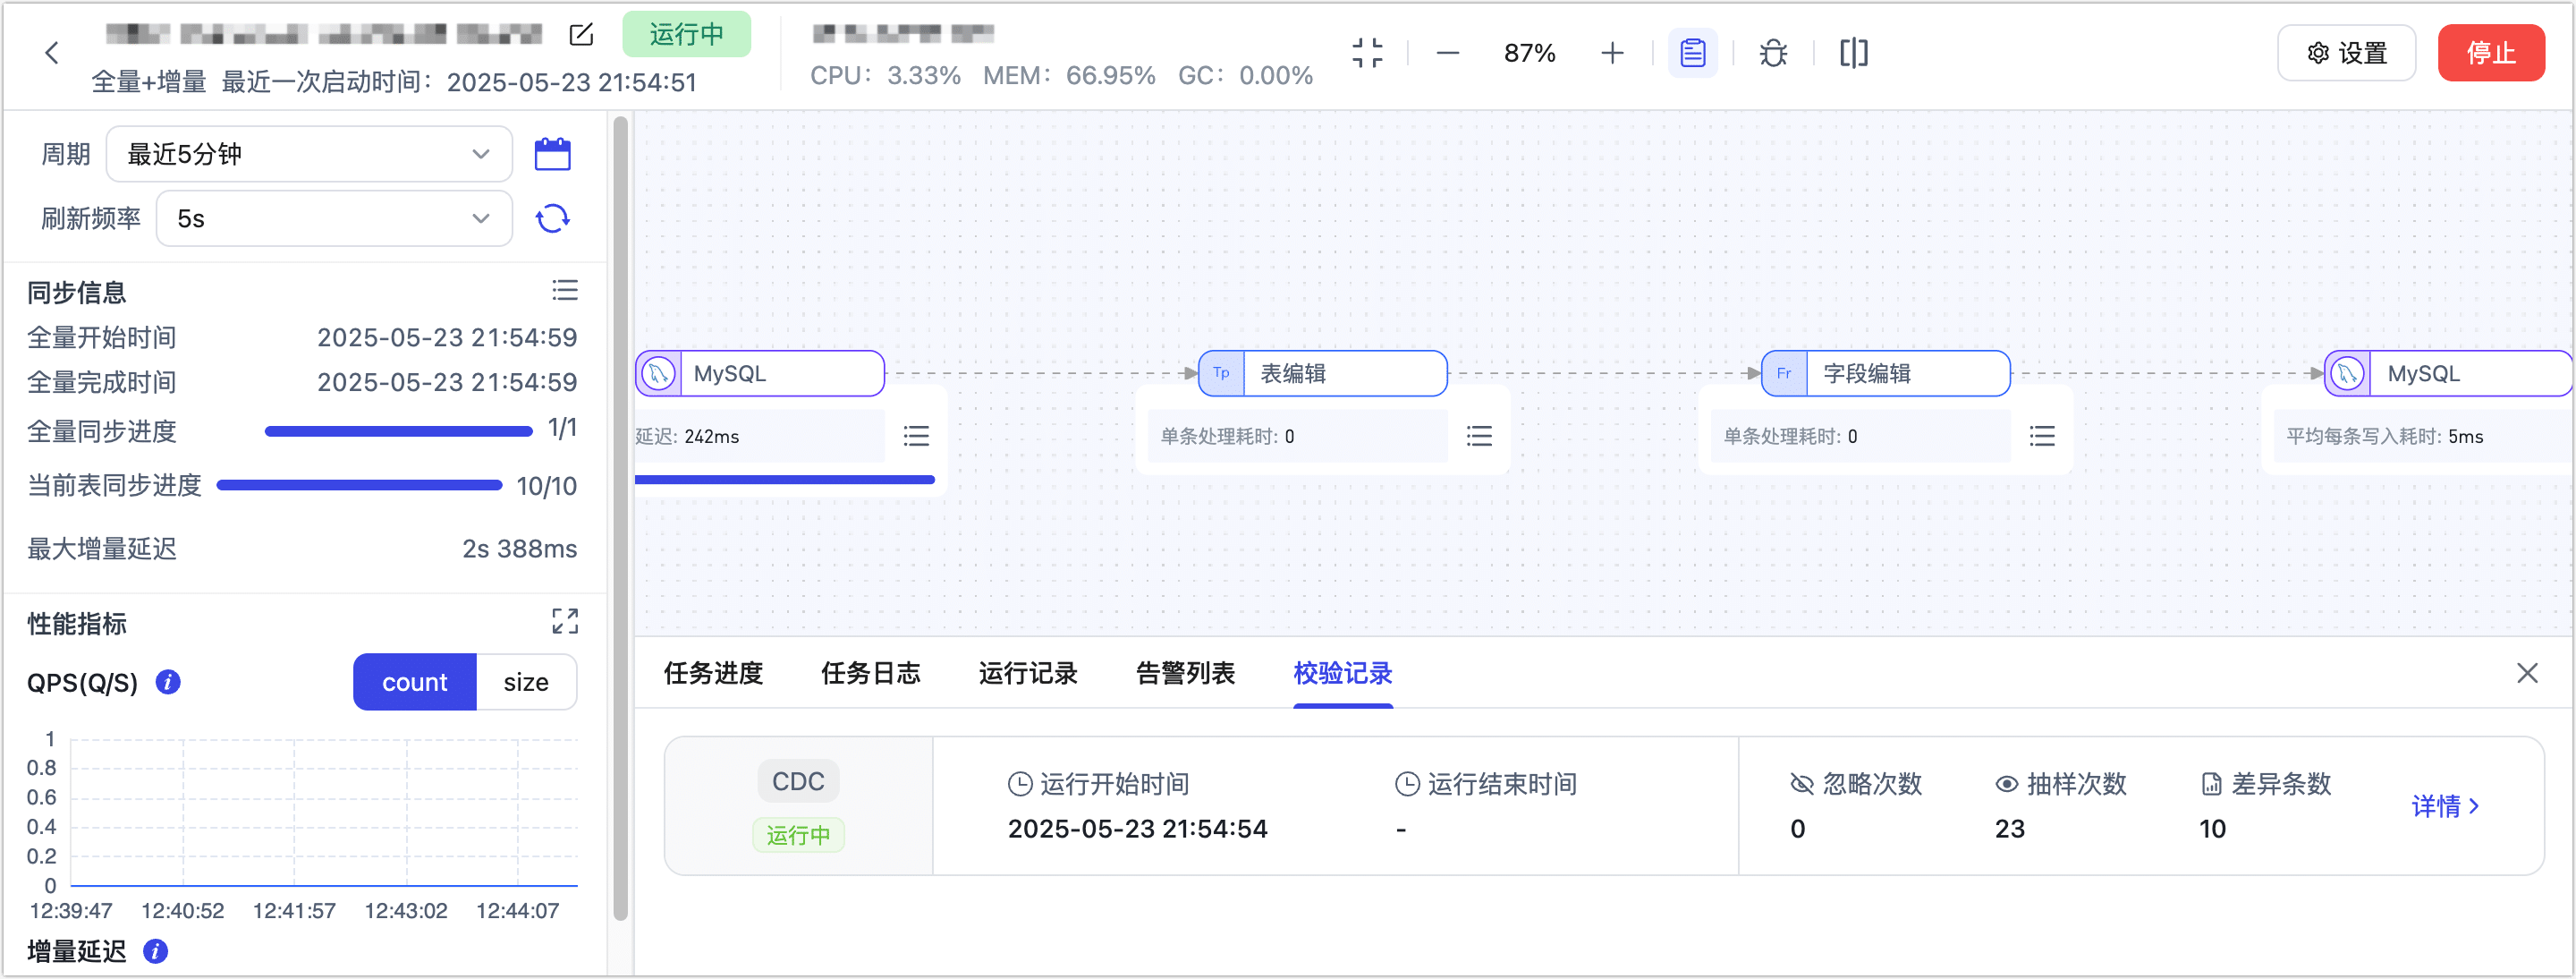 运行中
全量+增量 最近一次启动时间：2025-05-23 21:54:51
CPU：3.33% MEM：66.95% GC：0.00%
87%
设置
停止
周期 最近5分钟
刷新频率 5s
同步信息
全量开始时间 2025-05-23 21:54:59
全量完成时间 2025-05-23 21:54:59
全量同步进度 1/1
当前表同步进度 10/10
最大增量延迟 2s 388ms
性能指标
QPS(Q/S) i count size
1
0.8
0.6
0.4
0.2
0
12:39:47 12:40:52 12:41:57 12:43:02 12:44:07
增量延迟 i
MySQL Tp 表编辑 Fr 字段编辑 MySQL
延迟: 242ms 单条处理耗时: 0 单条处理耗时: 0 平均每条写入耗时: 5ms
任务进度 任务日志 运行记录 告警列表 校验记录
CDC
运行中
运行开始时间 运行结束时间 忽略次数 抽样次数 差异条数
2025-05-23 21:54:54 - 0 23 10
详情